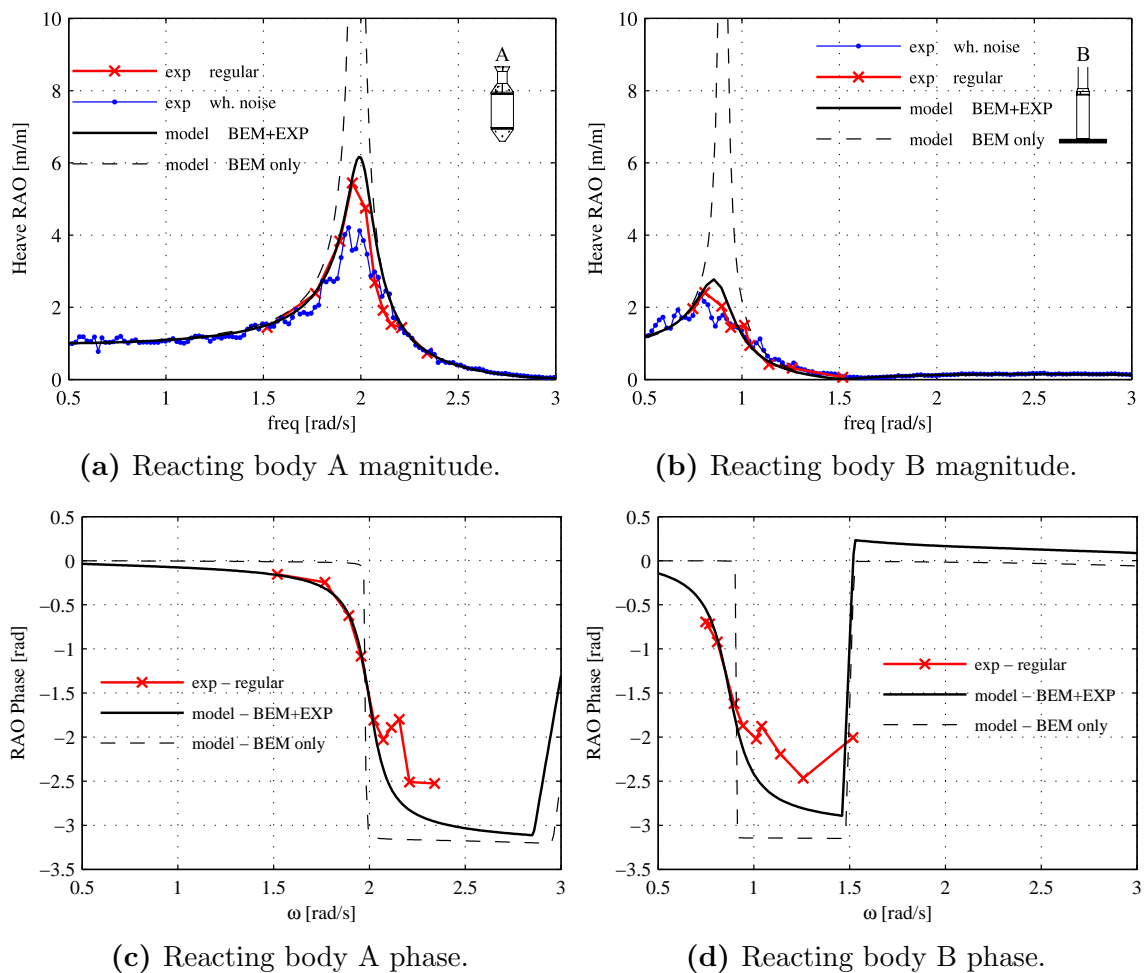 10
8
6
4
2
0
Heave RAO [m/m]
A
exp regular
exp wh. noise
model BEM+EXP
model BEM only
0.5 1 1.5 2 2.5 3
freq [rad/s]
(a) Reacting body A magnitude.
10
8
6
4
2
0
Heave RAO [m/m]
B
exp wh. noise
exp regular
model BEM+EXP
model BEM only
0.5 1 1.5 2 2.5 3
freq [rad/s]
(b) Reacting body B magnitude.
0.5
0
−0.5
−1
−1.5
−2
−2.5
−3
−3.5
RAO Phase [rad]
exp − regular
model − BEM+EXP
model − BEM only
0.5 1 1.5 2 2.5 3
ω [rad/s]
(c) Reacting body A phase.
0.5
0
−0.5
−1
−1.5
−2
−2.5
−3
−3.5
RAO Phase [rad]
exp − regular
model − BEM+EXP
model − BEM only
0.5 1 1.5 2 2.5 3
ω [rad/s]
(d) Reacting body B phase.